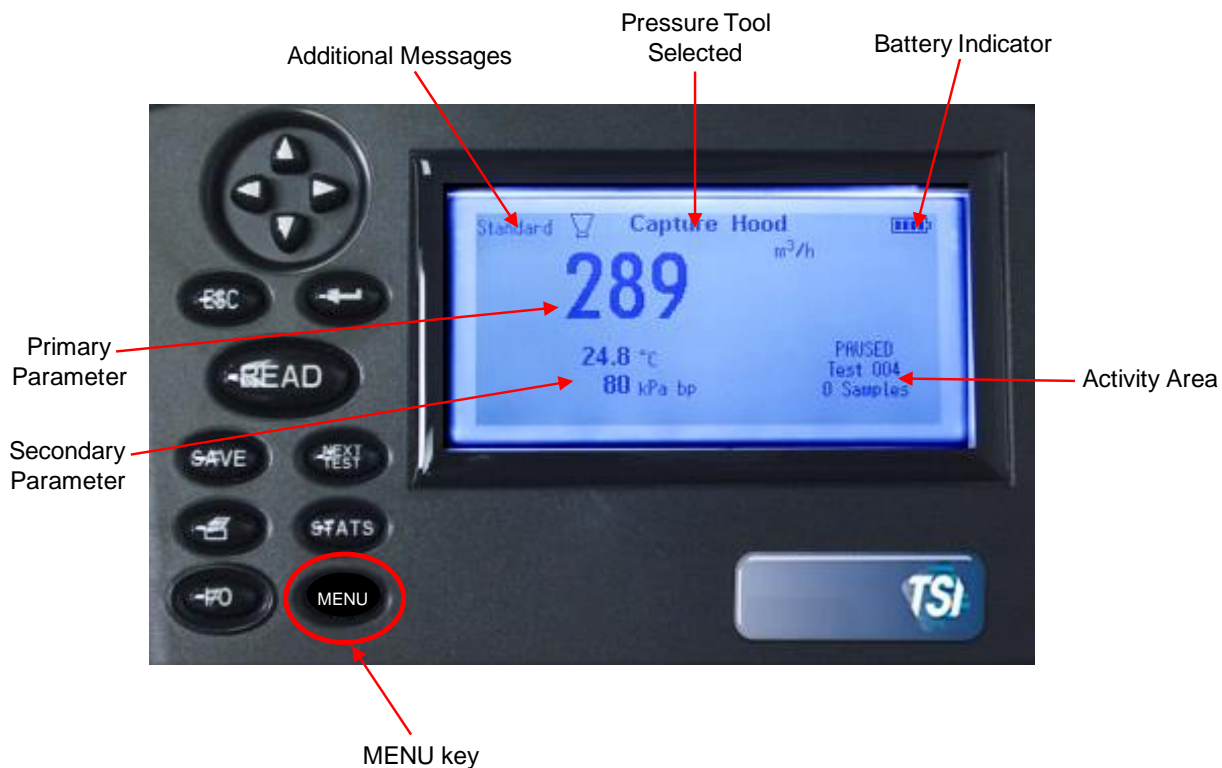 Pressure Tool
Selected
Additional Messages
Battery Indicator
Standard Capture Hood
m³/h
289
24.8 °C
80 kPa bp
PAUSED
Test 004
0 Samples
Primary
Parameter
Secondary
Parameter
Activity Area
ESC
READ
SAVE
NEXT
TEST
STATS
I/O
MENU
TSI
MENU key